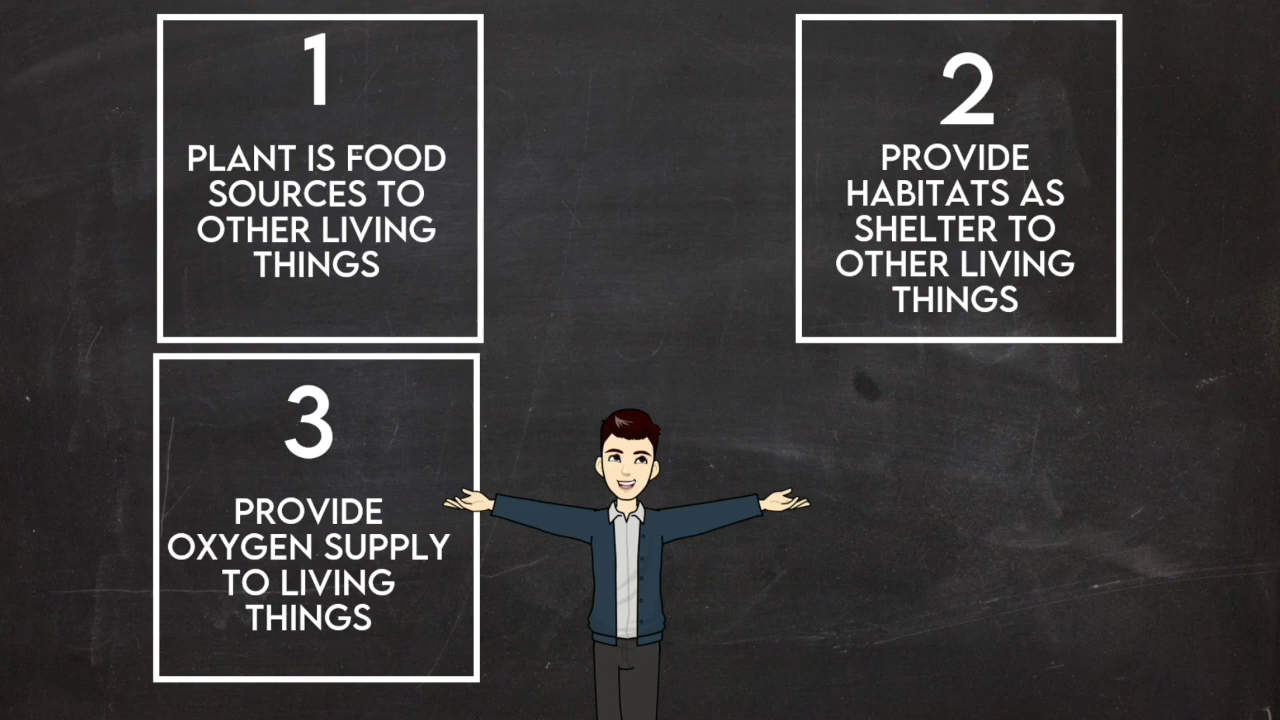 1
PLANT IS FOOD
SOURCES TO
OTHER LIVING
THINGS
2
PROVIDE
HABITATS AS
SHELTER TO
OTHER LIVING
THINGS
3
PROVIDE
OXYGEN SUPPLY
TO LIVING
THINGS